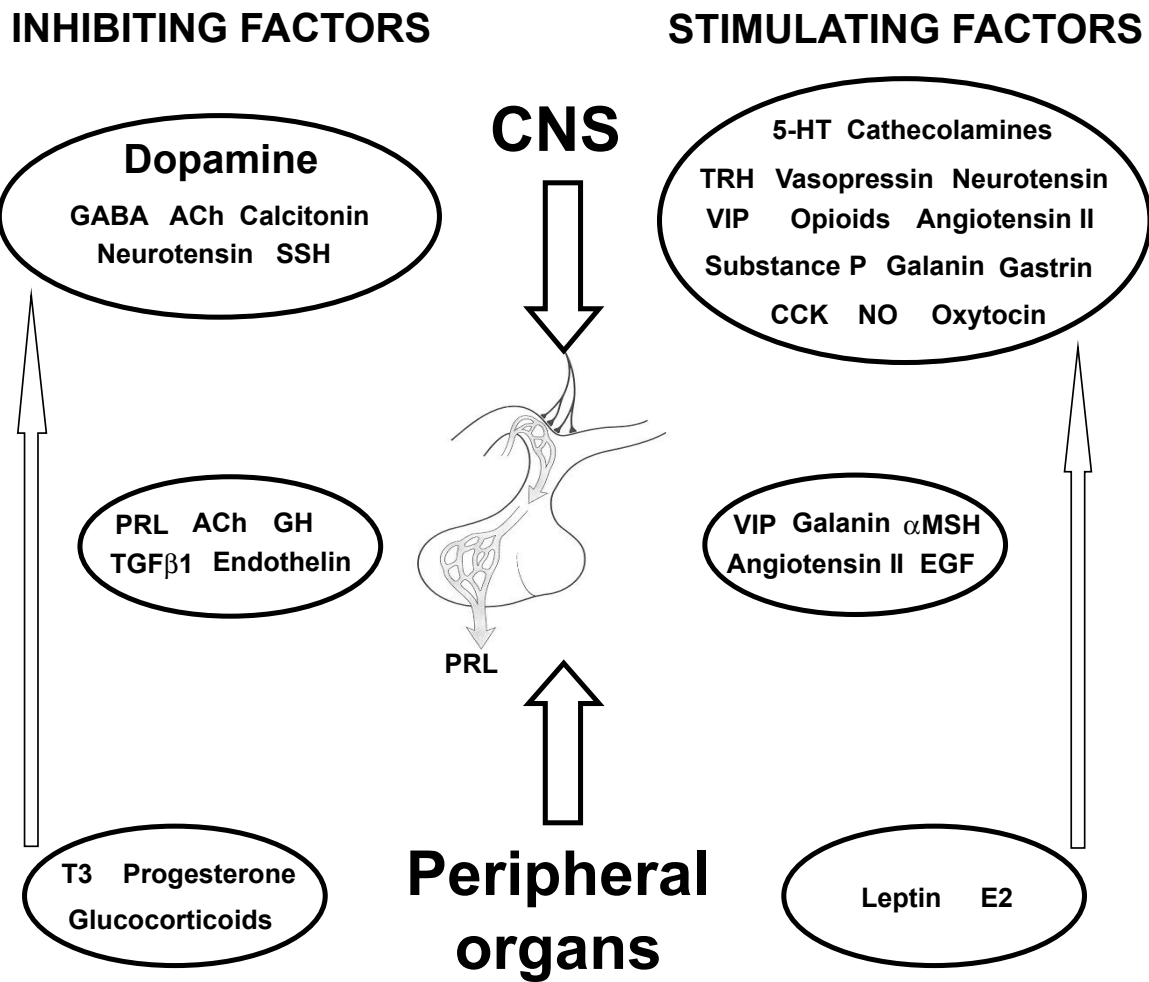 INHIBITING FACTORS
STIMULATING FACTORS
CNS
Dopamine
GABA ACh Calcitonin
Neurotensin SSH
5-HT Cathecolamines
TRH Vasopressin Neurotensin
VIP Opioids Angiotensin II
Substance P Galanin Gastrin
CCK NO Oxytocin
PRL ACh GH
TGFβ1 Endothelin
VIP Galanin αMSH
Angiotensin II EGF
PRL
T3 Progesterone
Glucocorticoids
Peripheral
organs
Leptin E2